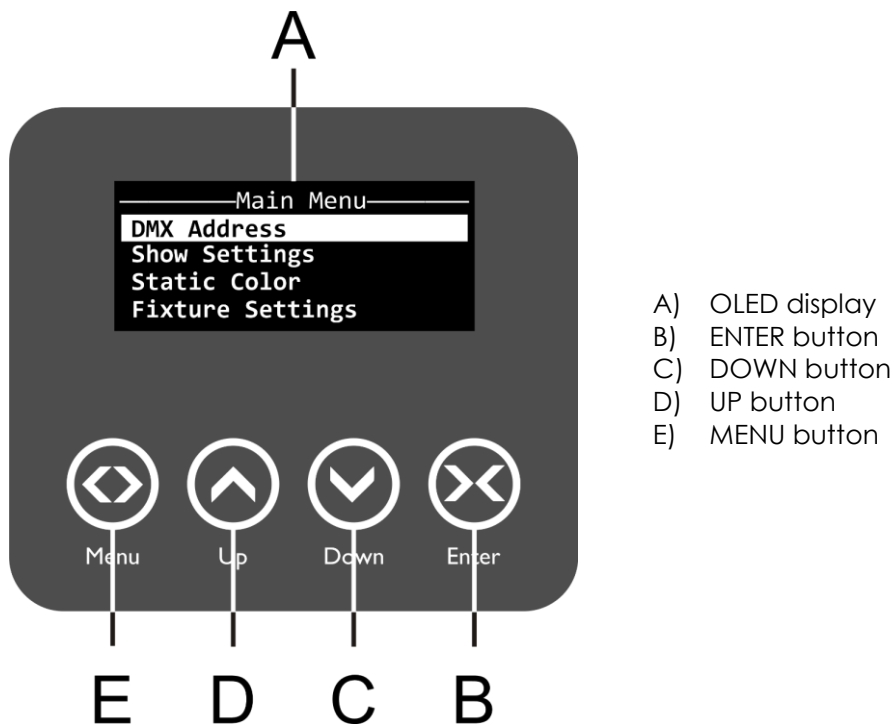 A
Main Menu
DMX Address
Show Settings
Static Color
Fixture Settings
Menu Up Down Enter
E D C B
A) OLED display
B) ENTER button
C) DOWN button
D) UP button
E) MENU button